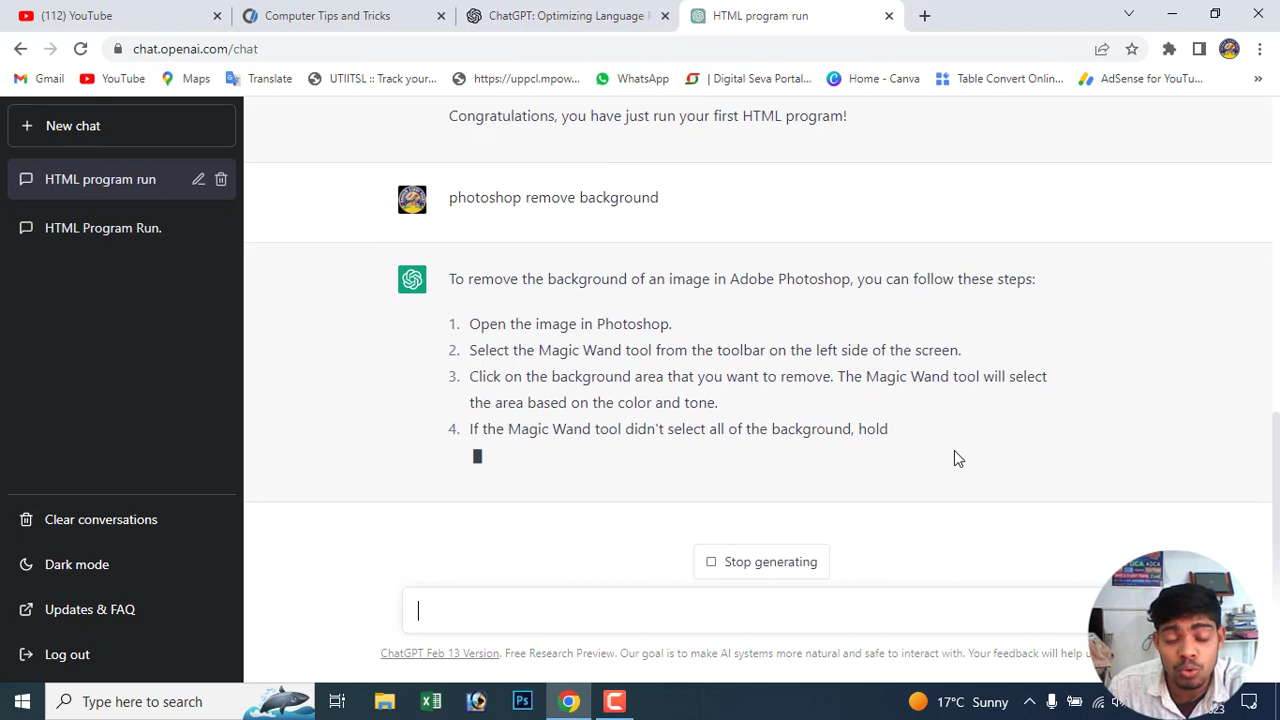 (112) YouTube
Computer Tips and Tricks
ChatGPT: Optimizing Language
HTML program run
chat.openai.com/chat
Gmail
YouTube
Maps
Translate
UTIITSL :: Track your...
https://uppcl.mpow...
WhatsApp
| Digital Seva Portal...
Home - Canva
Table Convert Onlin...
AdSense for YouTu...
»
New chat
HTML program run
HTML Program Run.
Clear conversations
Dark mode
Updates & FAQ
Log out
Congratulations, you have just run your first HTML program!
photoshop remove background
To remove the background of an image in Adobe Photoshop, you can follow these steps:
1. Open the image in Photoshop.
2. Select the Magic Wand tool from the toolbar on the left side of the screen.
3. Click on the background area that you want to remove. The Magic Wand tool will select
the area based on the color and tone.
4. If the Magic Wand tool didn't select all of the background, hold
Stop generating
ChatGPT Feb 13 Version. Free Research Preview. Our goal is to make AI systems more natural and safe to interact with. Your feedback will help
Type here to search
Ps
17°C Sunny